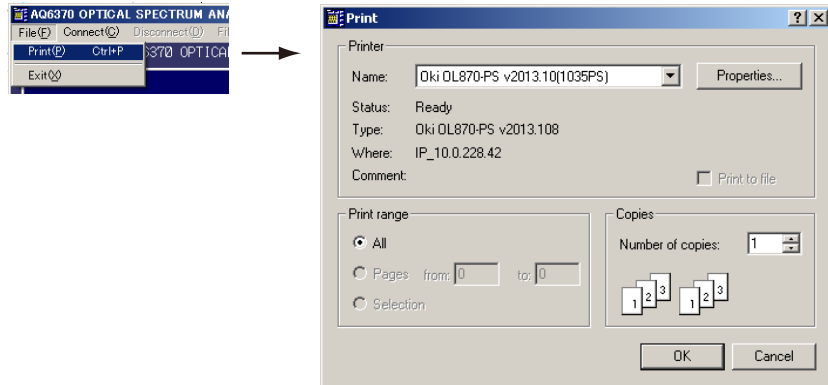 AQ6370 OPTICAL SPECTRUM ANA
File(F) Connect(C) Disconnect(D) Fil
Print(P) Ctrl+P
6370 OPTICA
Exit(X)
Print
Printer
Name: Oki OL870-PS v2013.10(1035PS) Properties...
Status: Ready
Type: Oki OL870-PS v2013.108
Where: IP_10.0.228.42
Comment:
Print to file
Print range
All
Pages from: 0 to: 0
Selection
Copies
Number of copies: 1
1 2 3 1 2 3
OK Cancel